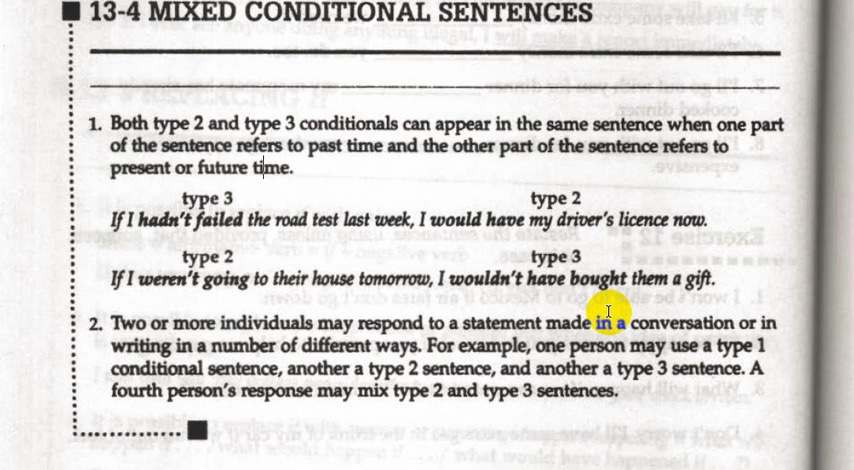 13-4 MIXED CONDITIONAL SENTENCES
1. Both type 2 and type 3 conditionals can appear in the same sentence when one part
of the sentence refers to past time and the other part of the sentence refers to
present or future time.
type 3 type 2
If I hadn't failed the road test last week, I would have my driver's licence now.
type 2 type 3
If I weren't going to their house tomorrow, I wouldn't have bought them a gift.
2. Two or more individuals may respond to a statement made in a conversation or in
writing in a number of different ways. For example, one person may use a type 1
conditional sentence, another a type 2 sentence, and another a type 3 sentence. A
fourth person's response may mix type 2 and type 3 sentences.